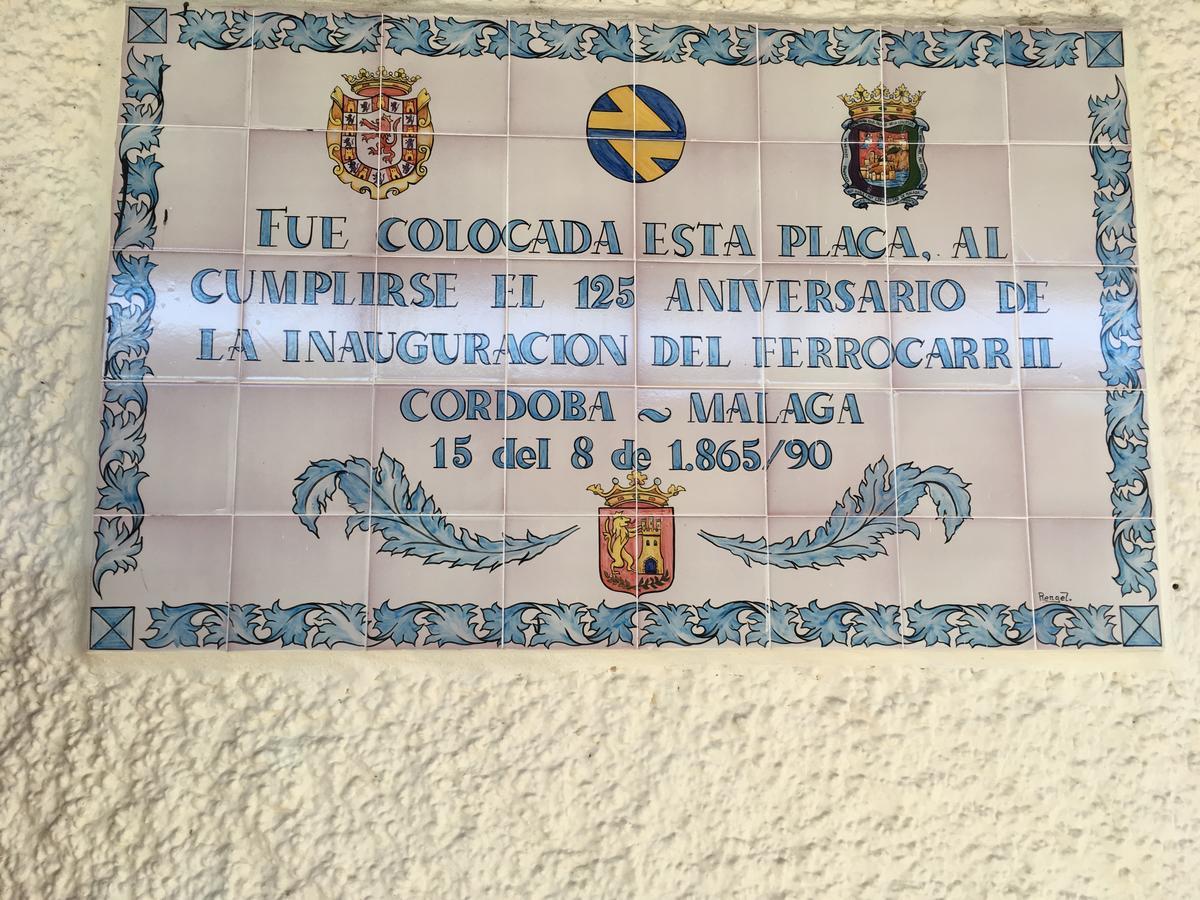 FUE COLOCADA ESTA PLACA, AL
CUMPLIRSE EL 125 ANIVERSARIO DE
LA INAUGURACION DEL FERROCARRIL
CORDOBA ~ MALAGA
15 del 8 de 1.865/90
Rengel.